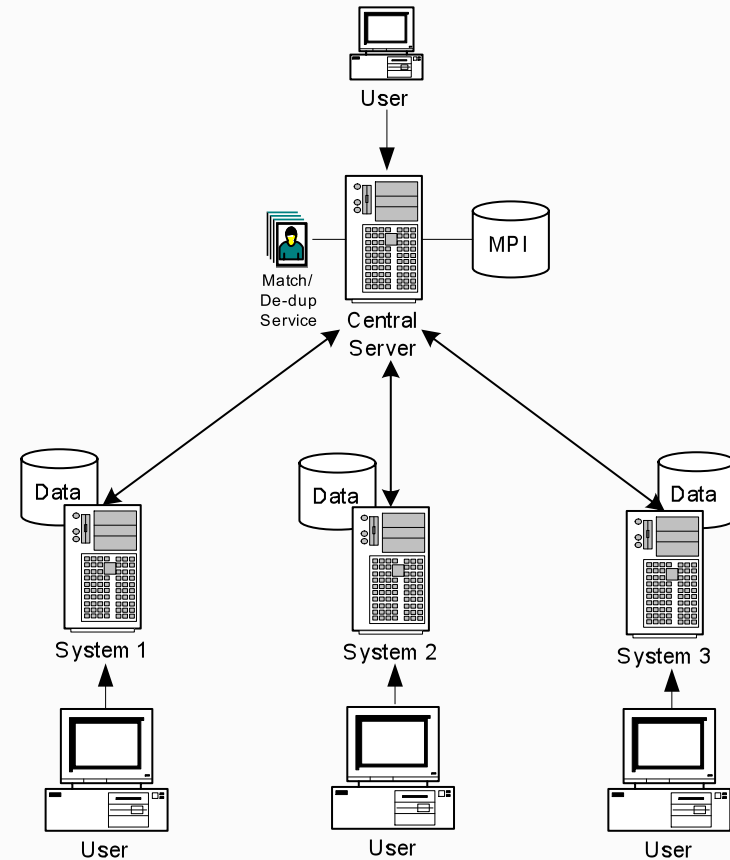 User
MPI
Match/
De-dup
Service
Central
Server
Data
Data
Data
System 1
System 2
System 3
User
User
User